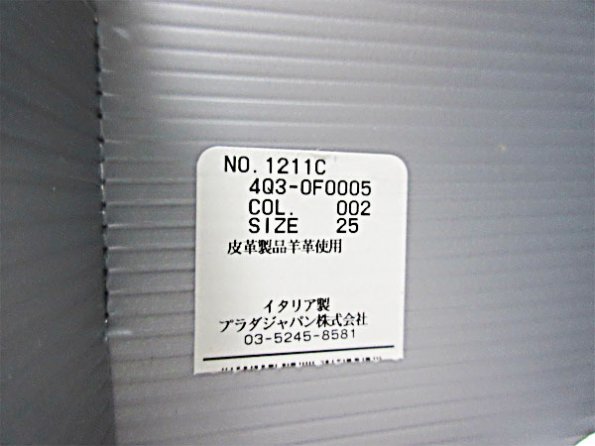 NO. 1211C
4Q3-0F0005
COL. 002
SIZE 25
皮革製品羊革使用
イタリア製
プラダジャパン株式会社
03-5245-8581